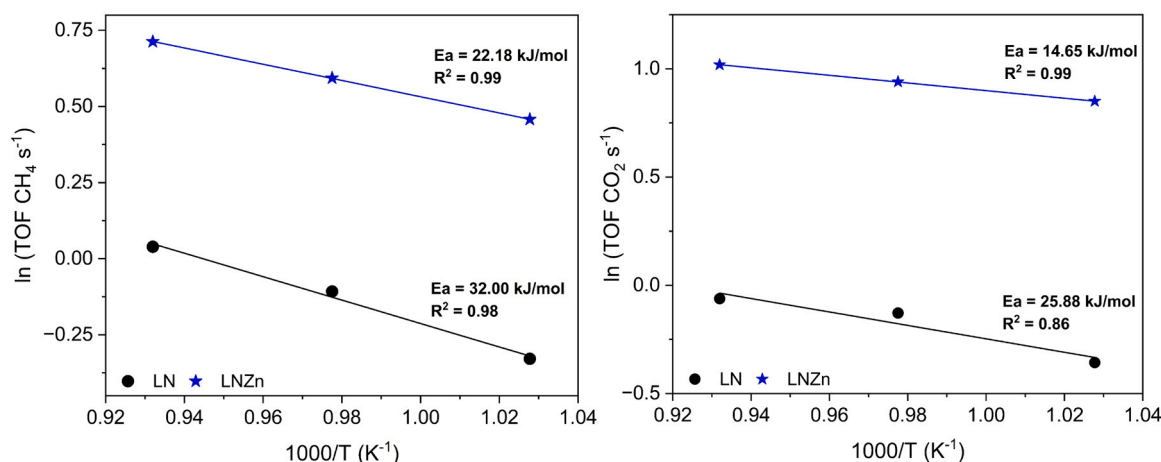 ln (TOF CH₄ s⁻¹)
0.75
0.50
0.25
0.00
−0.25
Ea = 22.18 kJ/mol
R² = 0.99
Ea = 32.00 kJ/mol
R² = 0.98
LN LNZn
0.92 0.94 0.96 0.98 1.00 1.02 1.04
1000/T (K⁻¹)
ln (TOF CO₂ s⁻¹)
1.0
0.5
0.0
−0.5
Ea = 14.65 kJ/mol
R² = 0.99
Ea = 25.88 kJ/mol
R² = 0.86
LN LNZn
0.92 0.94 0.96 0.98 1.00 1.02 1.04
1000/T (K⁻¹)